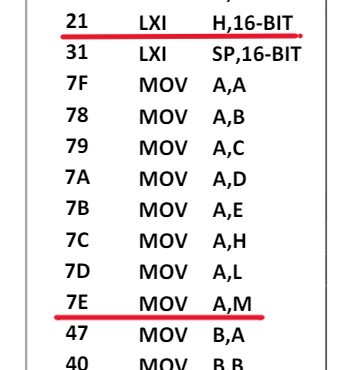 21 LXI H,16-BIT
31 LXI SP,16-BIT
7F MOV A,A
78 MOV A,B
79 MOV A,C
7A MOV A,D
7B MOV A,E
7C MOV A,H
7D MOV A,L
7E MOV A,M
47 MOV B,A
40 MOV B,B